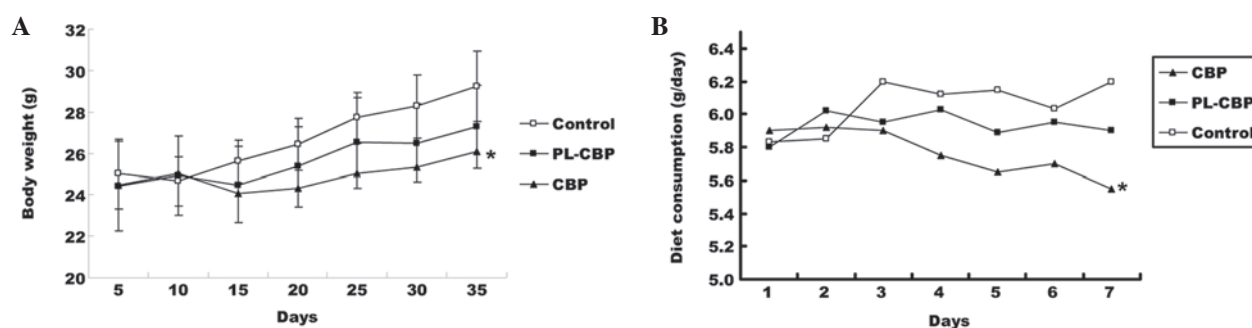 A
Body weight (g)
32
30
28
26
24
22
20
5 10 15 20 25 30 35
Days
Control
PL-CBP
CBP
*
B
Diet consumption (g/day)
6.4
6.2
6.0
5.8
5.6
5.4
5.2
5.0
1 2 3 4 5 6 7
Days
*
CBP
PL-CBP
Control